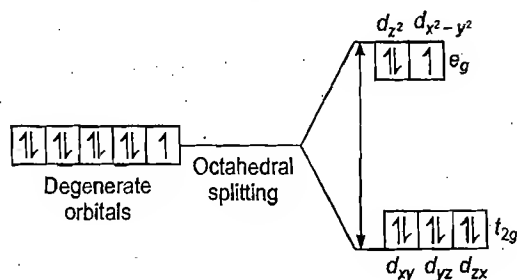 d_{z²} d_{x²−y²}
⥮ ↿ e_g
⥮ ⥮ ⥮ ⥮ ↿
Octahedral
splitting
Degenerate
orbitals
⥮ ⥮ ⥮ t_{2g}
d_{xy} d_{yz} d_{zx}